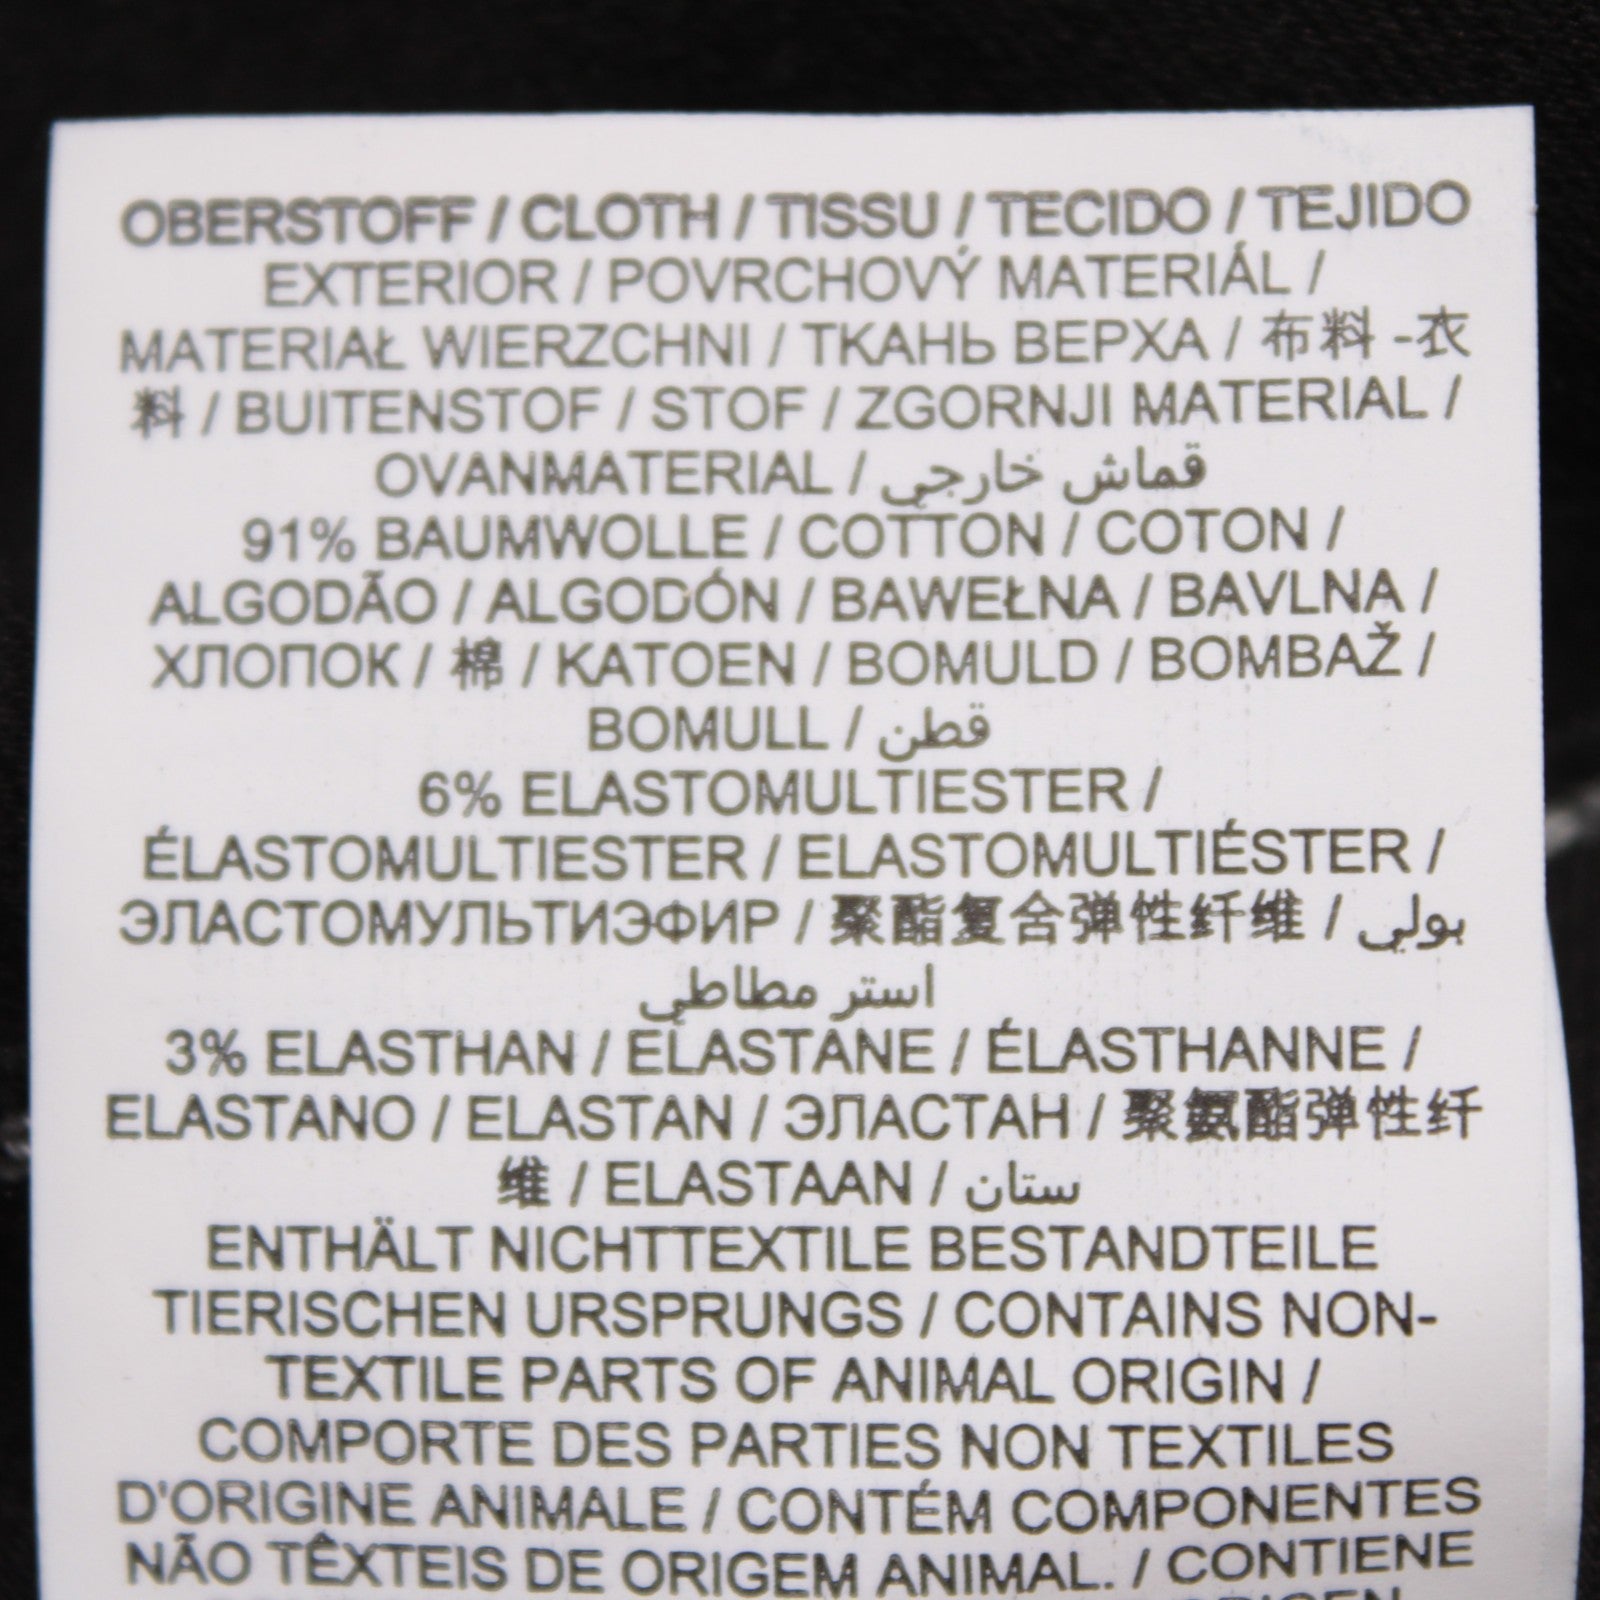 OBERSTOFF / CLOTH / TISSU / TECIDO / TEJIDO
EXTERIOR / POVRCHOVÝ MATERIÁL /
MATERIAŁ WIERZCHNI / ТКАНЬ ВЕРХА / 布料 -衣
料 / BUITENSTOF / STOF / ZGORNJI MATERIAL /
OVANMATERIAL / قماش خارجي
91% BAUMWOLLE / COTTON / COTON /
ALGODÃO / ALGODÓN / BAWEŁNA / BAVLNA /
ХЛОПОК / 棉 / KATOEN / BOMULD / BOMBAŽ /
BOMULL / قطن
6% ELASTOMULTIESTER /
ÉLASTOMULTIESTER / ELASTOMULTIÉSTER /
ЭЛАСТОМУЛЬТИЭФИР / 聚酯复合弹性纤维 / بولي
استر مطاطي
3% ELASTHAN / ELASTANE / ÉLASTHANNE /
ELASTANO / ELASTAN / ЭЛАСТАН / 聚氨酯弹性纤
维 / ELASTAAN / ستان
ENTHÄLT NICHTTEXTILE BESTANDTEILE
TIERISCHEN URSPRUNGS / CONTAINS NON-
TEXTILE PARTS OF ANIMAL ORIGIN /
COMPORTE DES PARTIES NON TEXTILES
D'ORIGINE ANIMALE / CONTÉM COMPONENTES
NÃO TÊXTEIS DE ORIGEM ANIMAL. / CONTIENE